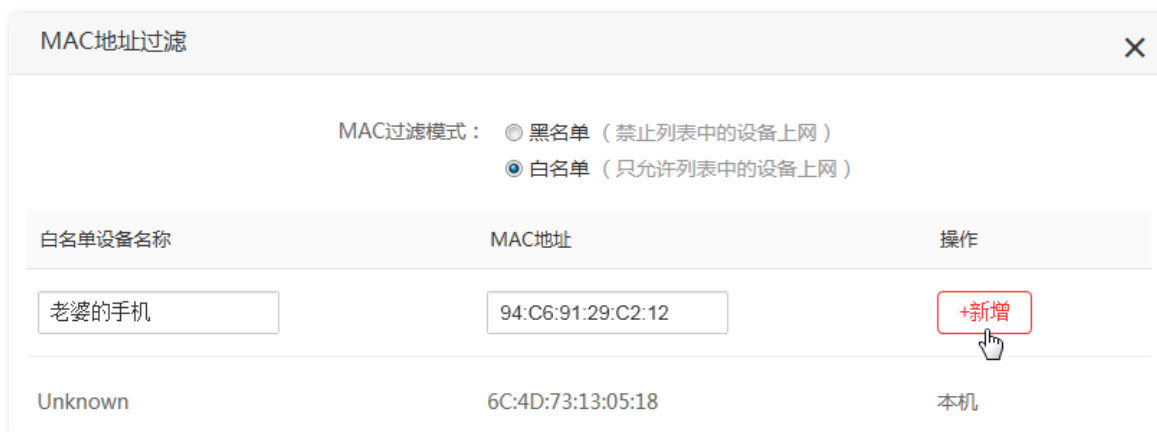 MAC地址过滤
MAC过滤模式： 黑名单（禁止列表中的设备上网）
白名单（只允许列表中的设备上网）
白名单设备名称 MAC地址 操作
老婆的手机 94:C6:91:29:C2:12 +新增
Unknown 6C:4D:73:13:05:18 本机